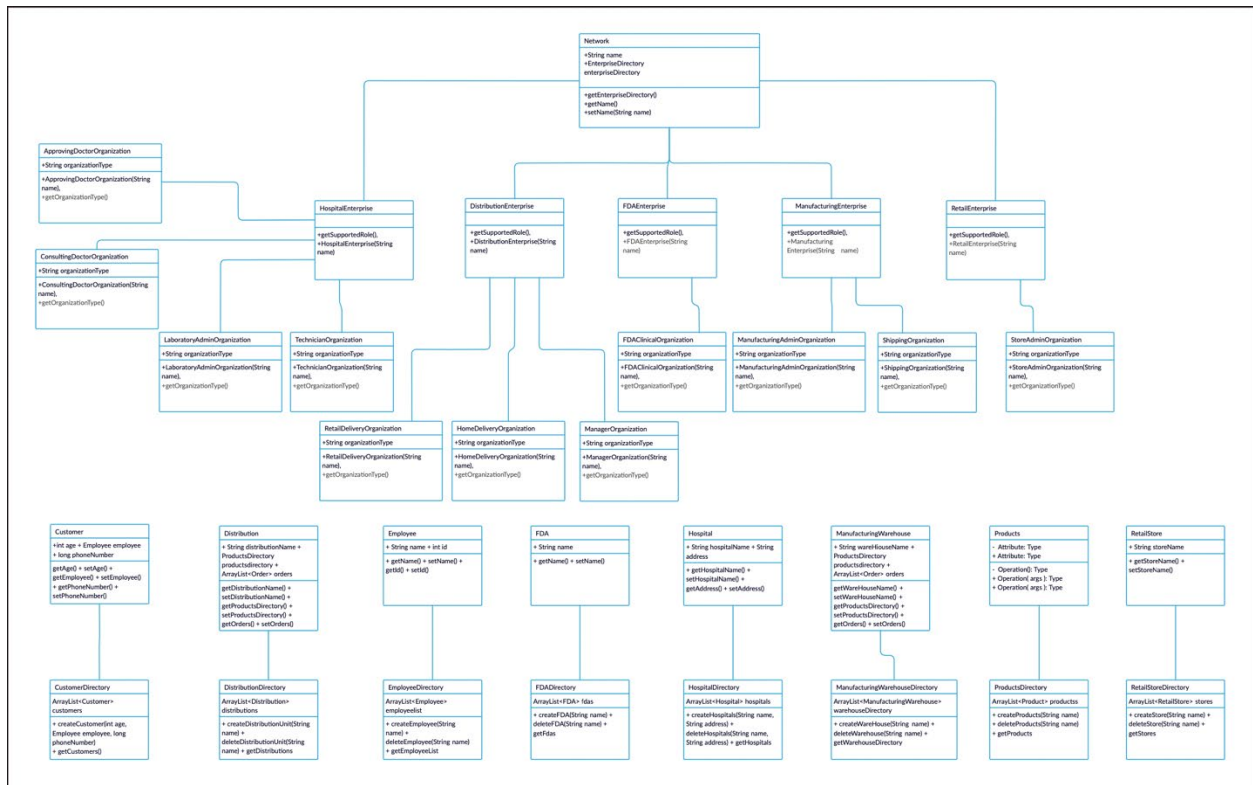 Network
+String name
+EnterpriseDirectory
enterpriseDirectory
+getEnterpriseDirectory()
+getName()
+setName(String name)
ApprovingDoctorOrganization
+String organizationType
+ApprovingDoctorOrganization(String
name),
+getOrganizationType()
HospitalEnterprise
+getSupportedRole(),
+HospitalEnterprise(String
name)
DistributionEnterprise
+getSupportedRole(),
+DistributionEnterprise(String
name)
FDAEnterprise
+getSupportedRole(),
+FDAEnterprise(String
name)
ManufacturingEnterprise
+getSupportedRole(),
+Manufacturing
Enterprise(String name)
RetailEnterprise
+getSupportedRole(),
+RetailEnterprise(String
name)
ConsultingDoctorOrganization
+String organizationType
+ConsultingDoctorOrganization(String
name),
+getOrganizationType()
LaboratoryAdminOrganization
+String organizationType
+LaboratoryAdminOrganization(String
name),
+getOrganizationType()
TechnicianOrganization
+String organizationType
+TechnicianOrganization(String
name),
+getOrganizationType()
FDAClinicalOrganization
+String organizationType
+FDAClinicalOrganization(String
name),
+getOrganizationType()
ManufacturingAdminOrganization
+String organizationType
+ManufacturingAdminOrganization(String
name),
+getOrganizationType()
ShippingOrganization
+String organizationType
+ShippingOrganization(String
name),
+getOrganizationType()
StoreAdminOrganization
+String organizationType
+StoreAdminOrganization(String
name),
+getOrganizationType()
RetailDeliveryOrganization
+String organizationType
+RetailDeliveryOrganization(String
name),
+getOrganizationType()
HomeDeliveryOrganization
+String organizationType
+HomeDeliveryOrganization(String
name),
+getOrganizationType()
ManagerOrganization
+String organizationType
+ManagerOrganization(String
name),
+getOrganizationType()
Customer
+int age + Employee employee
+ long phoneNumber
getAge() + setAge() +
getEmployee() + setEmployee()
+ getPhoneNumber() +
setPhoneNumber()
Distribution
+ String distributionName +
ProductsDirectory
productsdirectory +
ArrayList<Order> orders
getDistributionName() +
setDistributionName() +
getProductsDirectory() +
setProductsDirectory() +
getOrders() + setOrders()
Employee
+ String name + int id
+ getName() + setName() +
getId() + setId()
FDA
+ String name
+ getName() + setName()
Hospital
+ String hospitalName + String
address
+ getHospitalName() +
setHospitalName() +
getAddress() + setAddress()
ManufacturingWarehouse
+ String wareHiouseName +
ProductsDirectory
productsdirectory +
ArrayList<Order> orders
getWareHouseName() +
setWareHouseName() +
getProductsDirectory() +
setProductsDirectory() +
getOrders() + setOrders()
Products
- Attribute: Type
+ Attribute: Type
- Operation(): Type
+ Operation( args ): Type
+ Operation( args ): Type
RetailStore
+ String storeName
+ getStoreName() +
setStoreName()
CustomerDirectory
ArrayList<Customer>
customers
+ createCustomer(int age,
Employee employee, long
phoneNumber)
+ getCustomers()
DistributionDirectory
ArrayList<Distribution>
distributions
+ createDistributionUnit(String
name) +
deleteDistributionUnit(String
name) + getDistributions
EmployeeDirectory
ArrayList<Employee>
employeelist
+ createEmployee(String
name) +
deleteEmployee(String name)
+ getEmployeeList
FDADirectory
ArrayList<FDA> fdas
+ createFDA(String name) +
deleteFDA(String name) +
getFdas
HospitalDirectory
ArrayList<Hospital> hospitals
+ createHospitals(String name,
String address) +
deleteHospitals(String name,
String address) + getHospitals
ManufacturingWarehouseDirectory
ArrayList<ManufacturingWarehouse>
warehouseDirectory
+ createWareHouse(String name) +
deleteWarehouse(String name) +
getWarehouseDirectory
ProductsDirectory
ArrayList<Product> productss
+ createProducts(String name)
+ deleteProducts(String name)
+ getProducts
RetailStoreDirectory
ArrayList<RetailStore> stores
+ createStore(String name) +
deleteStore(String name) +
getStores